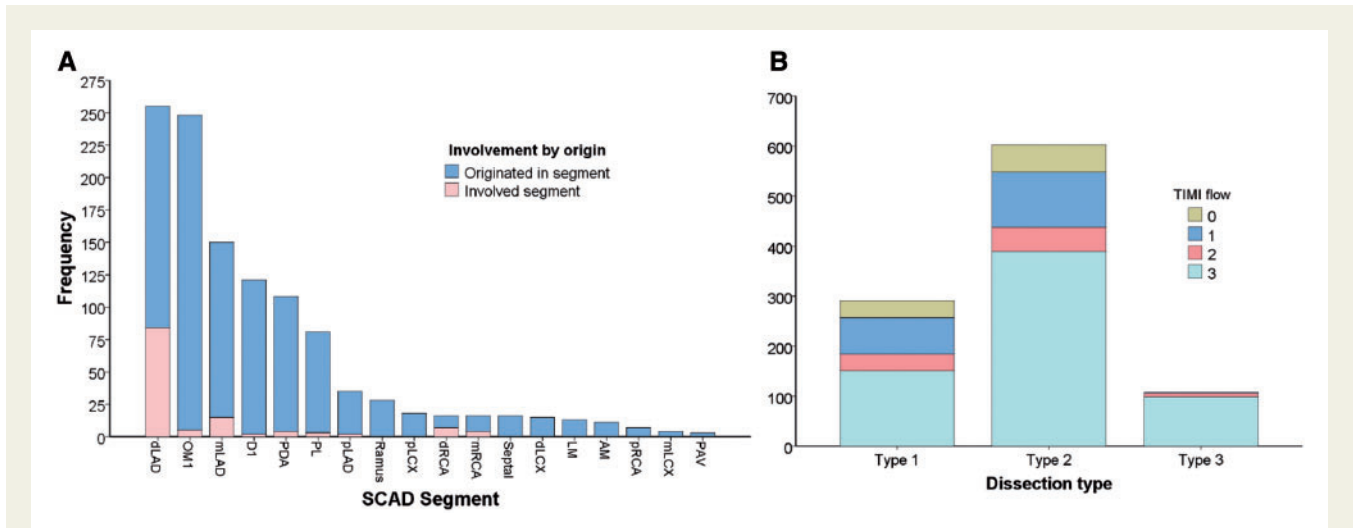 A
B
275
250
225
200
175
150
125
100
75
50
25
0
Frequency
Involvement by origin
Originated in segment
Involved segment
dLAD
OM1
mLAD
D1
PDA
PL
pLAD
Ramus
pLCX
dRCA
mRCA
Septal
dLCX
LM
AM
pRCA
mLCX
PAV
SCAD Segment
700
600
500
400
300
200
100
0
TIMI flow
0
1
2
3
Type 1
Type 2
Type 3
Dissection type